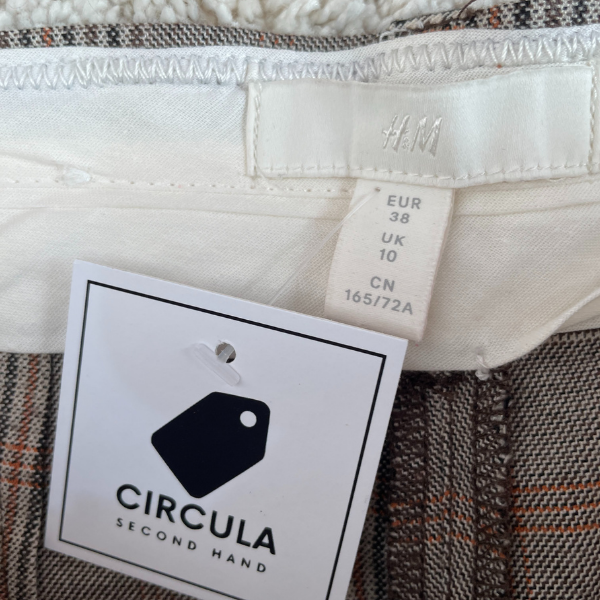 H&M
EUR
38
UK
10
CN
165/72A
CIRCULA
SECOND HAND